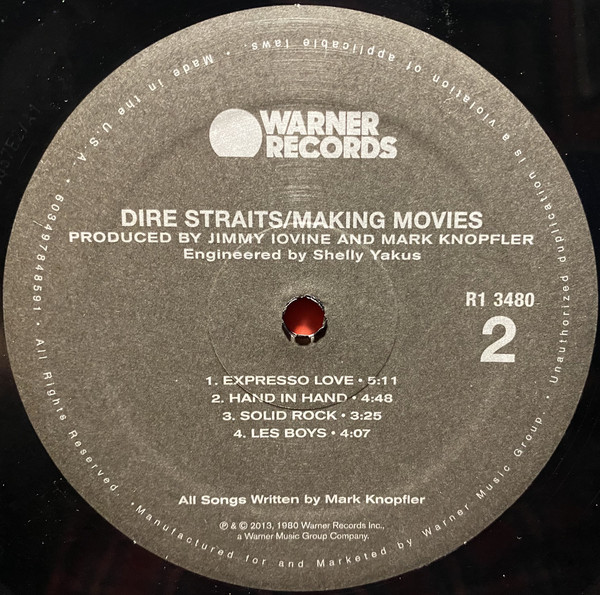 WARNER
RECORDS
DIRE STRAITS/MAKING MOVIES
PRODUCED BY JIMMY IOVINE AND MARK KNOPFLER
Engineered by Shelly Yakus
R1 3480
2
1. EXPRESSO LOVE • 5:11
2. HAND IN HAND • 4:48
3. SOLID ROCK • 3:25
4. LES BOYS • 4:07
All Songs Written by Mark Knopfler
℗ & © 2013, 1980 Warner Records Inc.,
a Warner Music Group Company.
• Manufactured for and Marketed by Warner Music Group. • Unauthorized duplication is a violation of applicable laws. • Made in the U.S.A. • 603497848591 • All Rights Reserved.